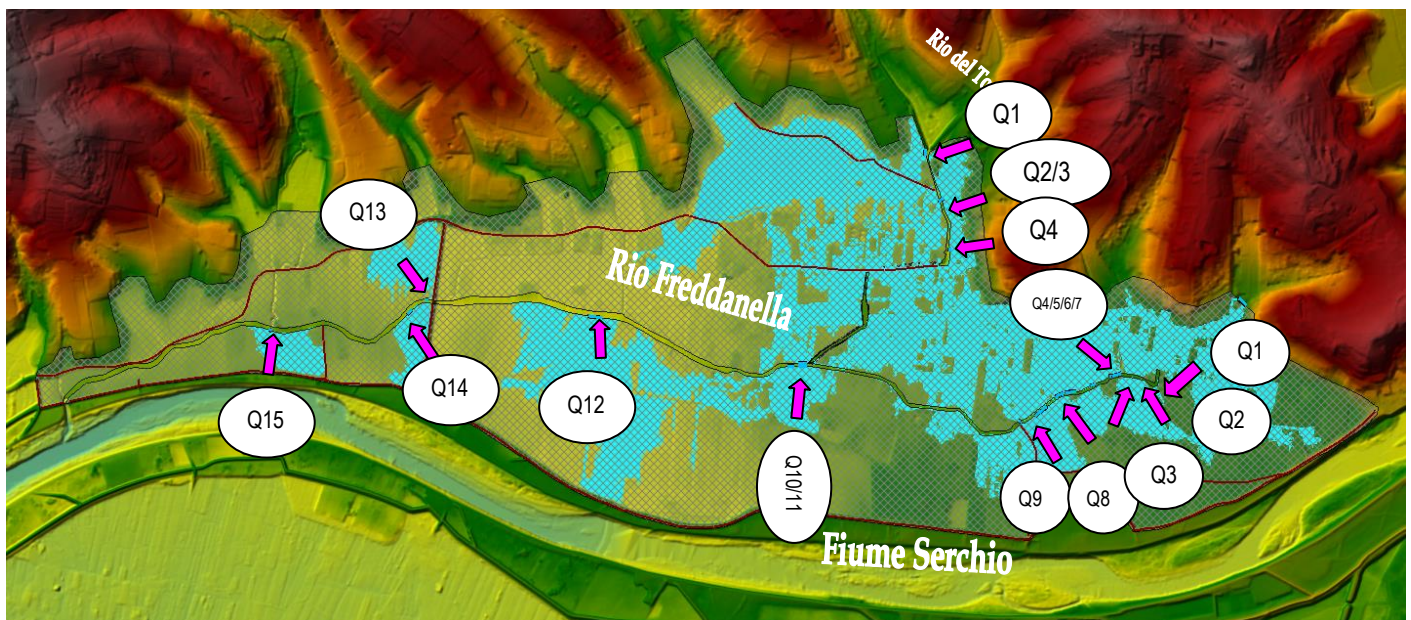 Rio del To
Q1
Q2/3
Q13
Q4
Rio Freddanella
Q4/5/6/7
Q1
Q14
Q12
Q15
Q2
Q10/11
Q3
Q9
Q8
Fiume Serchio